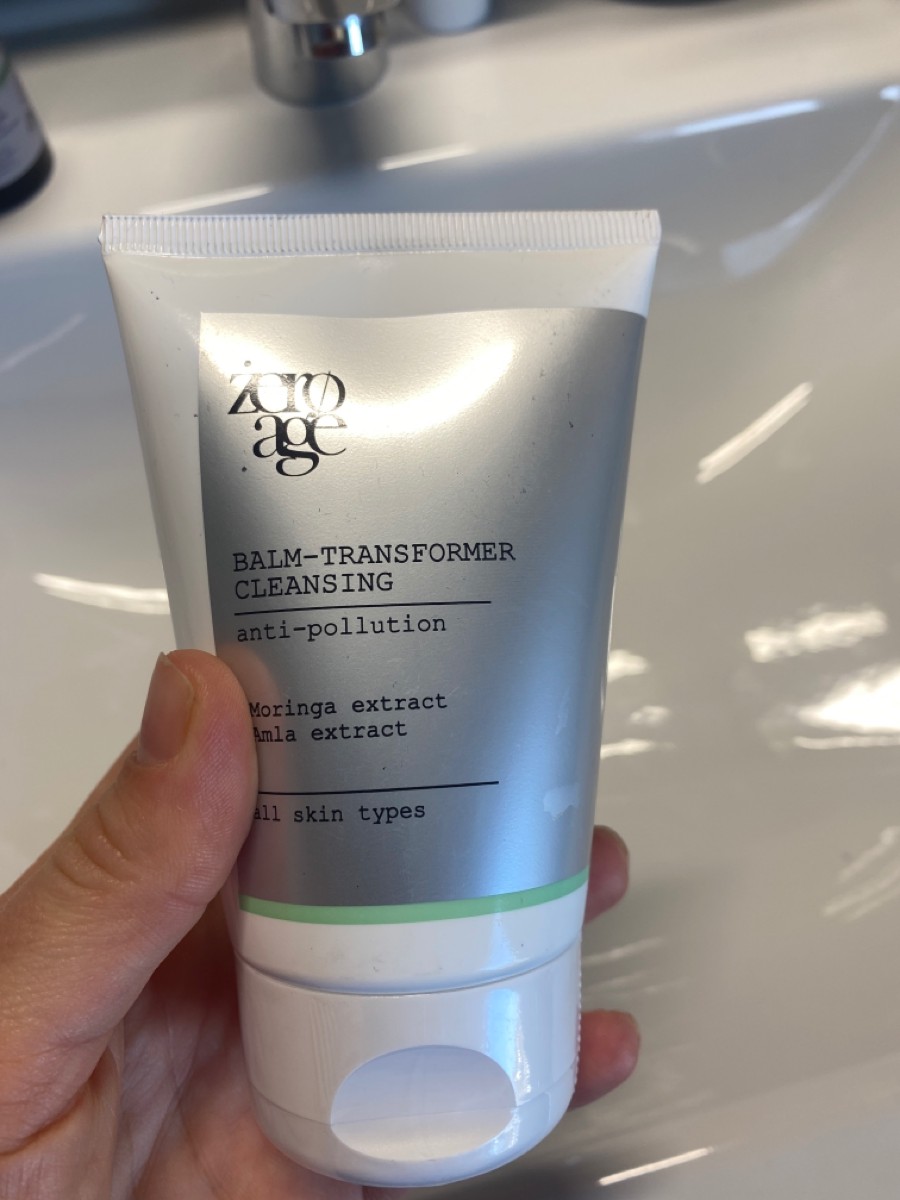 zerø
age
BALM-TRANSFORMER
CLEANSING
anti-pollution
Moringa extract
Amla extract
all skin types